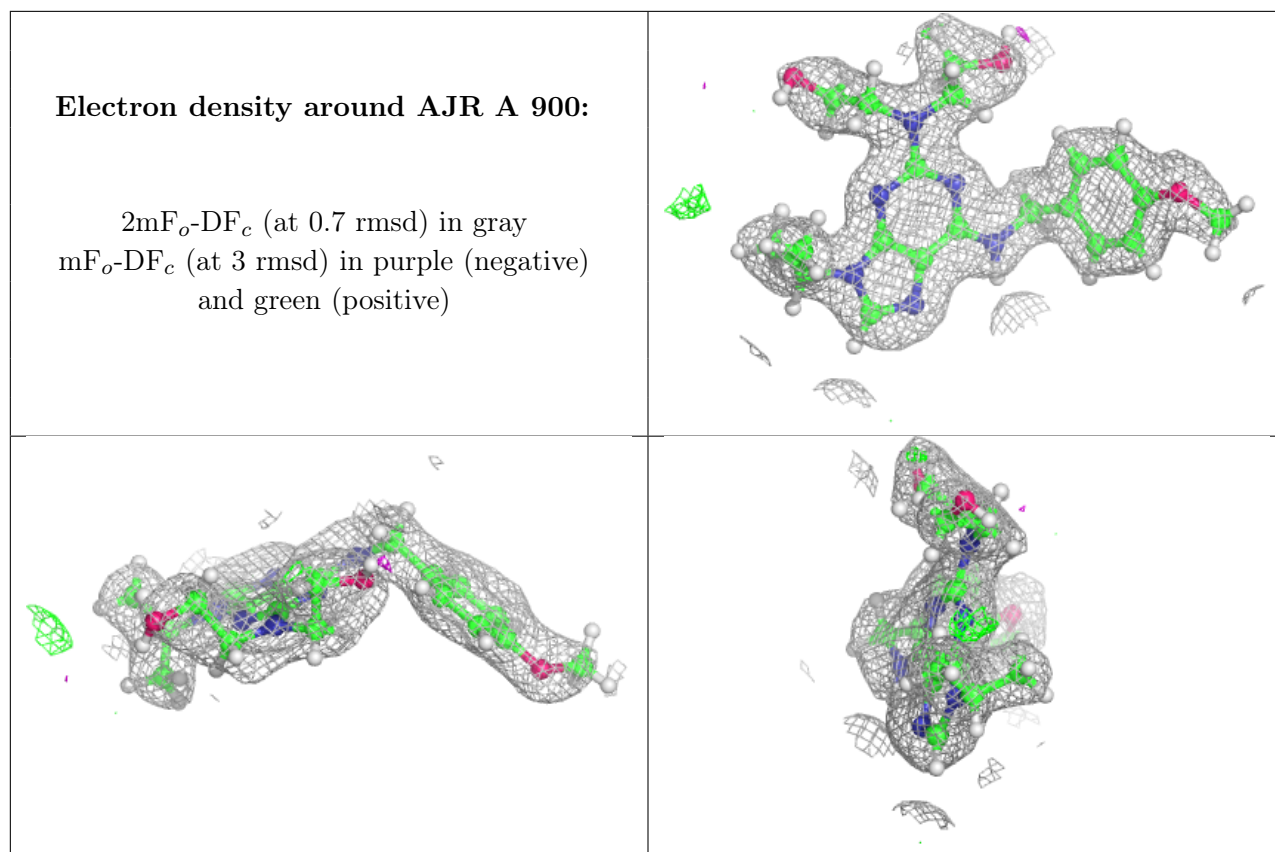 Electron density around AJR A 900:
2mFₒ-DF𝒸 (at 0.7 rmsd) in gray
mFₒ-DF𝒸 (at 3 rmsd) in purple (negative)
and green (positive)